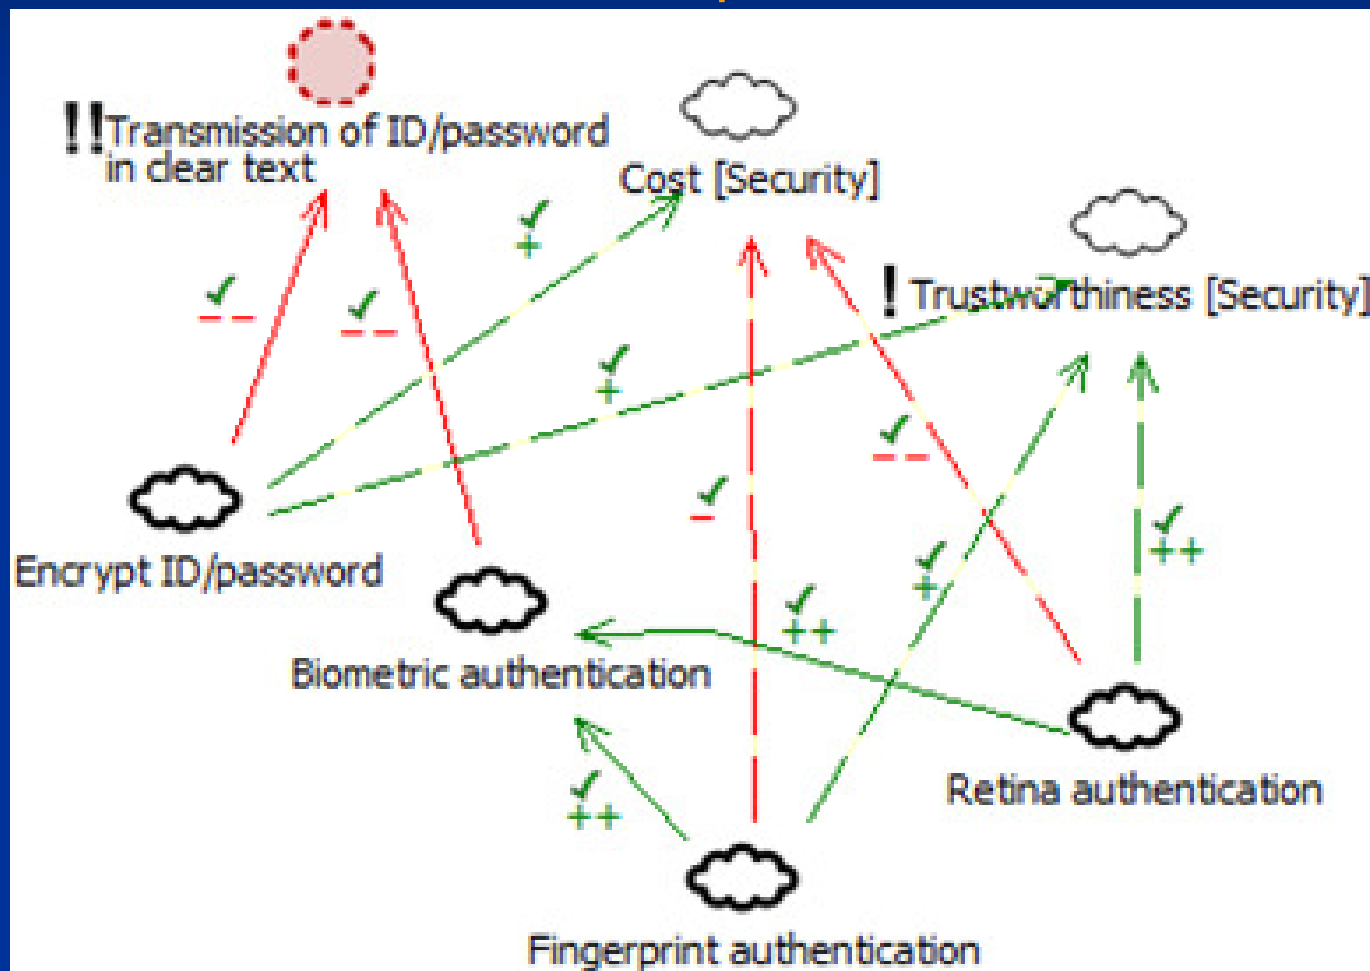 !!Transmission of ID/password
in clear text
Cost [Security]
! Trustworthiness [Security]
+
+
--
--
--
-
+
++
++
Encrypt ID/password
Biometric authentication
Retina authentication
++
Fingerprint authentication